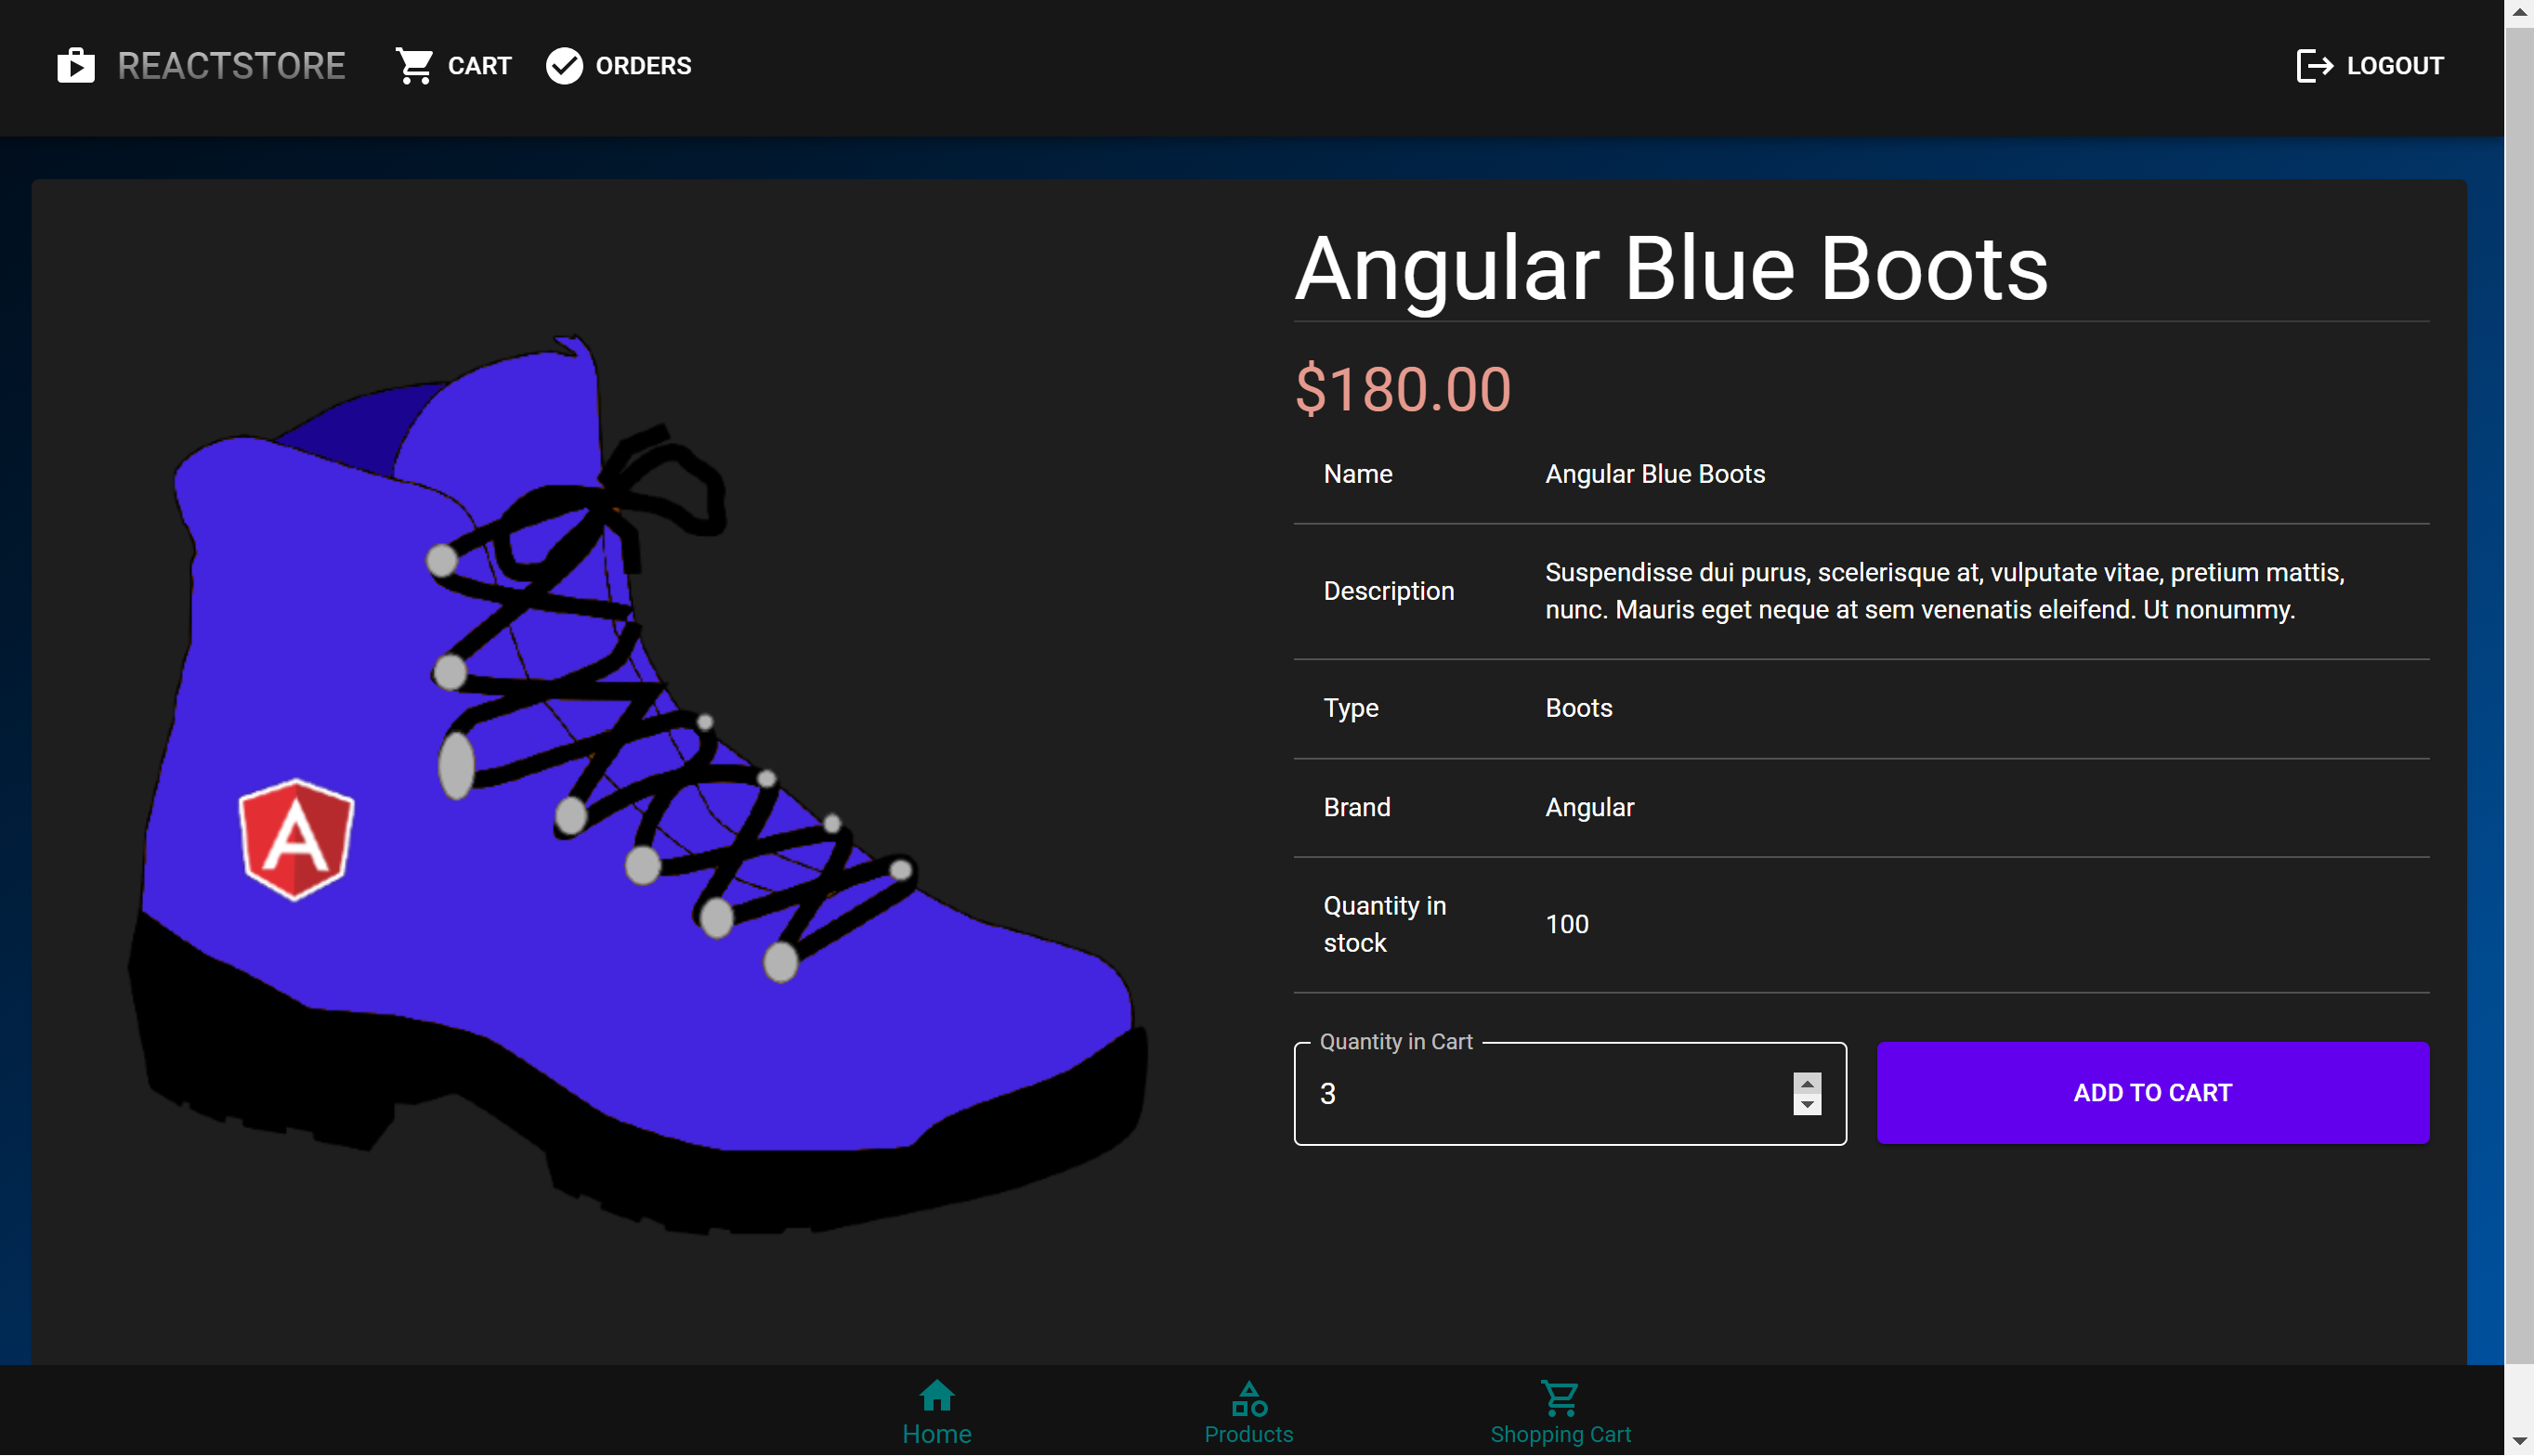 REACTSTORE
CART
ORDERS
LOGOUT
Angular Blue Boots
$180.00
Name
Angular Blue Boots
Description
Suspendisse dui purus, scelerisque at, vulputate vitae, pretium mattis,
nunc. Mauris eget neque at sem venenatis eleifend. Ut nonummy.
Type
Boots
Brand
Angular
Quantity in
stock
100
Quantity in Cart
3
ADD TO CART
A
Home
Products
Shopping Cart